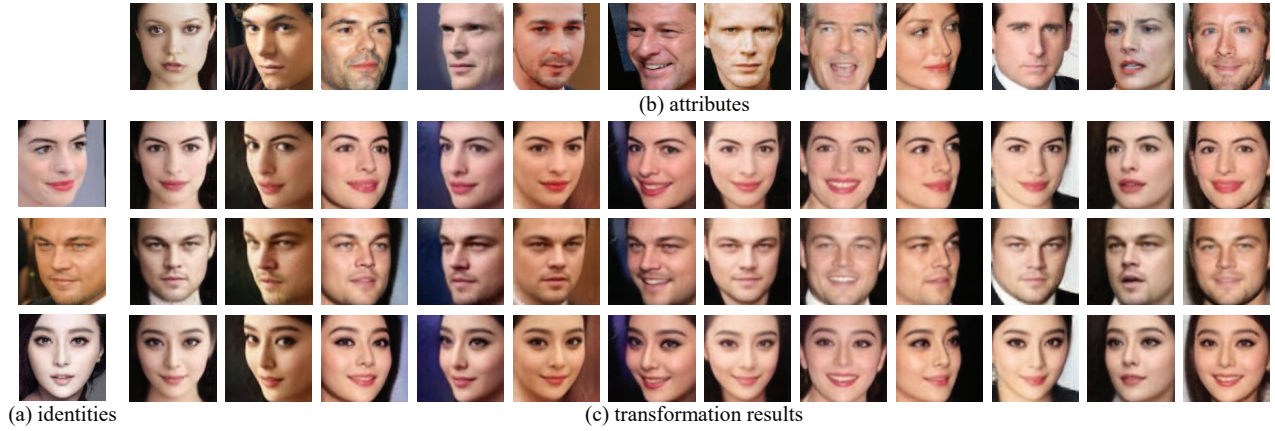 (b) attributes
(a) identities
(c) transformation results